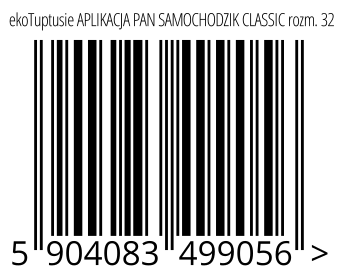 ekoTuptusie APLIKACJA PAN SAMOCHODZIK CLASSIC rozm. 32
5 904083 499056 >